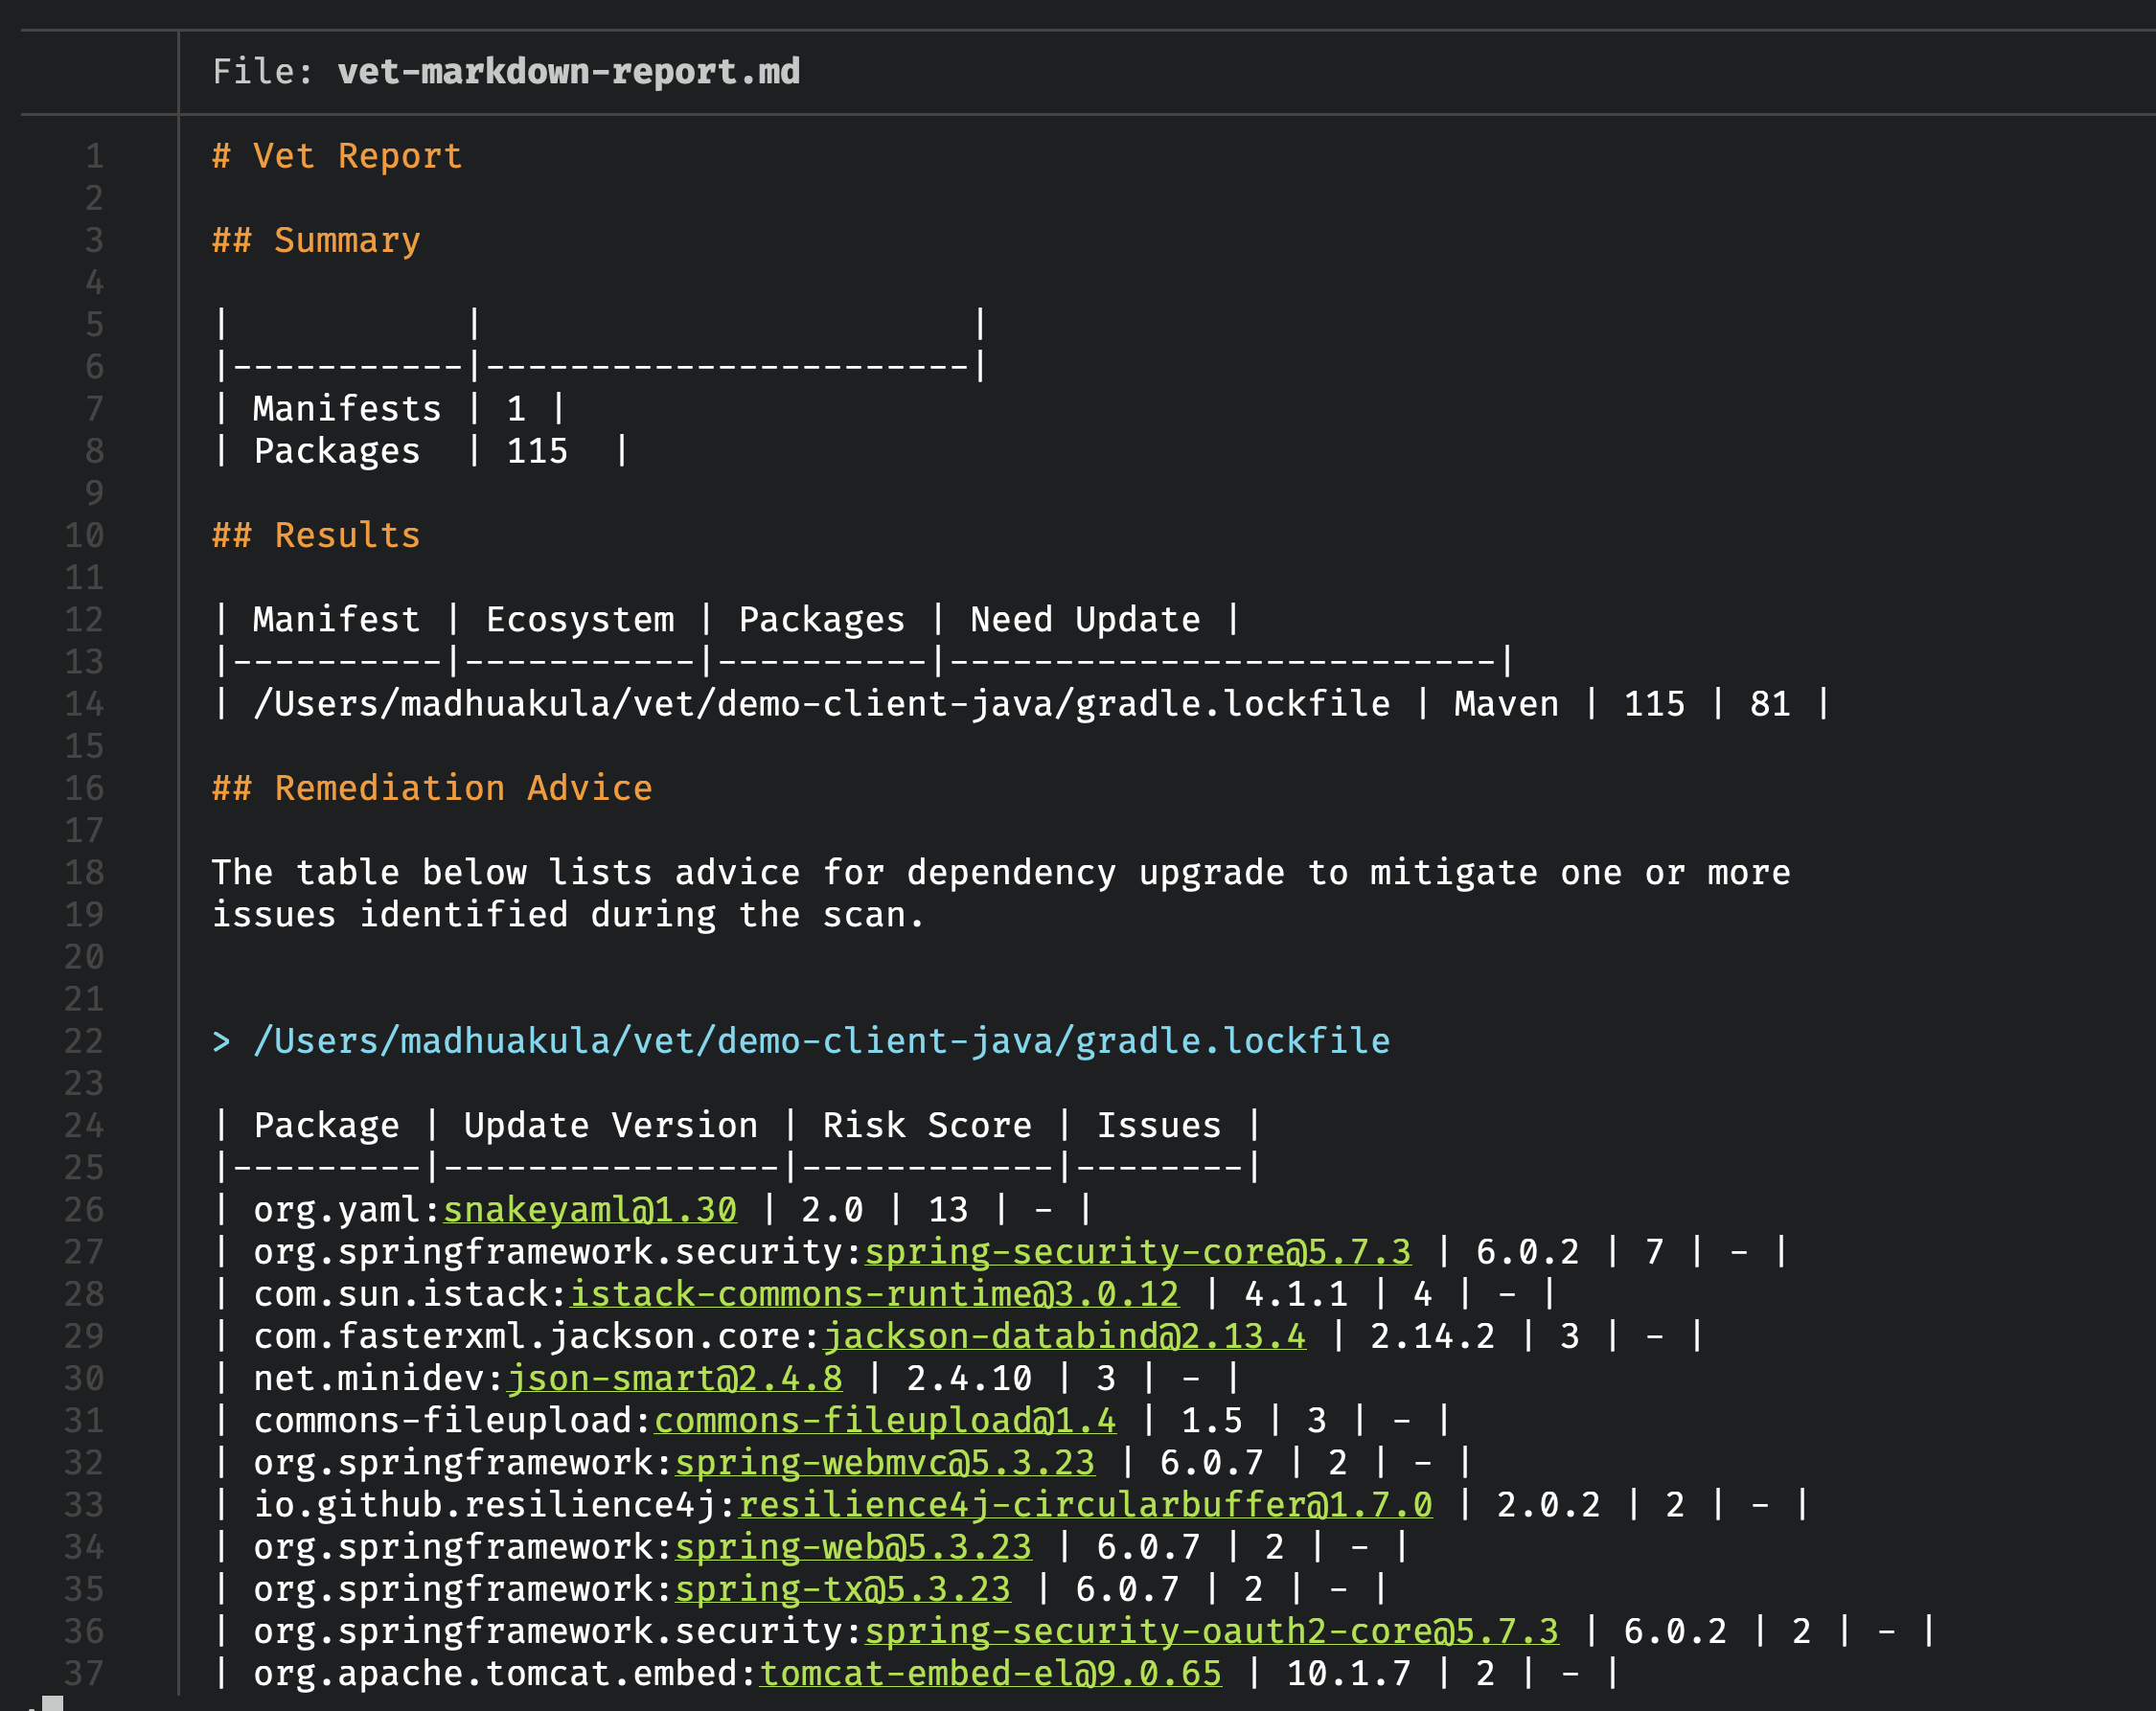 File: vet-markdown-report.md
1 # Vet Report
2
3 ## Summary
4
5 |           |                       |
6 |-----------|-----------------------|
7 | Manifests | 1 |
8 | Packages  | 115  |
9
10 ## Results
11
12 | Manifest | Ecosystem | Packages | Need Update |
13 |----------|-----------|----------|--------------------------|
14 | /Users/madhuakula/vet/demo-client-java/gradle.lockfile | Maven | 115 | 81 |
15
16 ## Remediation Advice
17
18 The table below lists advice for dependency upgrade to mitigate one or more
19 issues identified during the scan.
20
21
22 > /Users/madhuakula/vet/demo-client-java/gradle.lockfile
23
24 | Package | Update Version | Risk Score | Issues |
25 |---------|----------------|------------|--------|
26 | org.yaml:snakeyaml@1.30 | 2.0 | 13 | - |
27 | org.springframework.security:spring-security-core@5.7.3 | 6.0.2 | 7 | - |
28 | com.sun.istack:istack-commons-runtime@3.0.12 | 4.1.1 | 4 | - |
29 | com.fasterxml.jackson.core:jackson-databind@2.13.4 | 2.14.2 | 3 | - |
30 | net.minidev:json-smart@2.4.8 | 2.4.10 | 3 | - |
31 | commons-fileupload:commons-fileupload@1.4 | 1.5 | 3 | - |
32 | org.springframework:spring-webmvc@5.3.23 | 6.0.7 | 2 | - |
33 | io.github.resilience4j:resilience4j-circularbuffer@1.7.0 | 2.0.2 | 2 | - |
34 | org.springframework:spring-web@5.3.23 | 6.0.7 | 2 | - |
35 | org.springframework:spring-tx@5.3.23 | 6.0.7 | 2 | - |
36 | org.springframework.security:spring-security-oauth2-core@5.7.3 | 6.0.2 | 2 | - |
37 | org.apache.tomcat.embed:tomcat-embed-el@9.0.65 | 10.1.7 | 2 | - |